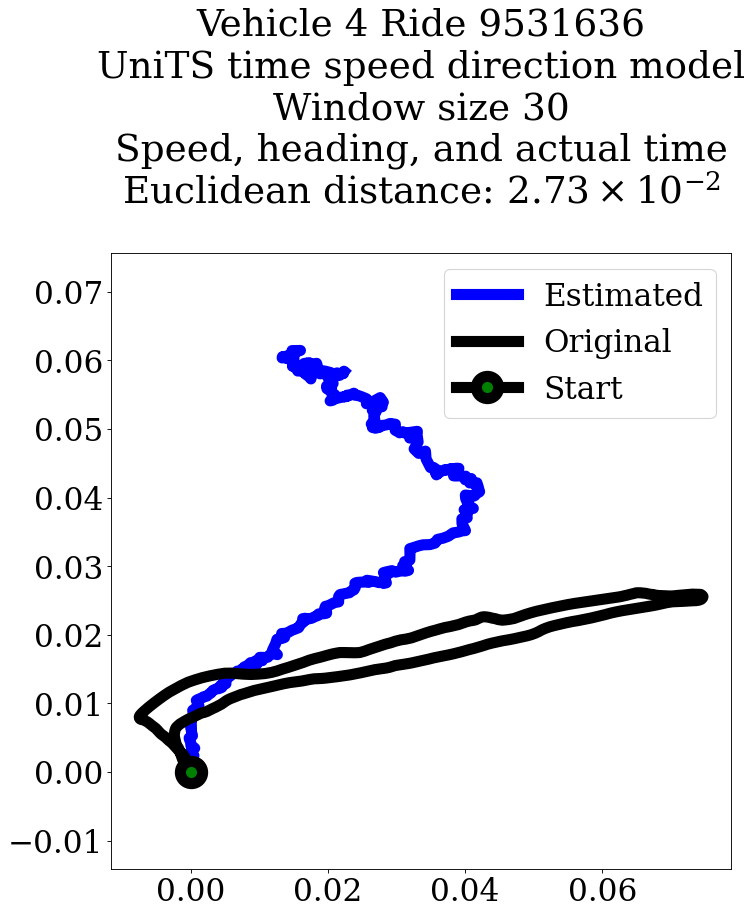 Vehicle 4 Ride 9531636
UniTS time speed direction model
Window size 30
Speed, heading, and actual time
Euclidean distance: 2.73 × 10⁻²
Estimated
Original
Start
0.07
0.06
0.05
0.04
0.03
0.02
0.01
0.00
−0.01
0.00 0.02 0.04 0.06